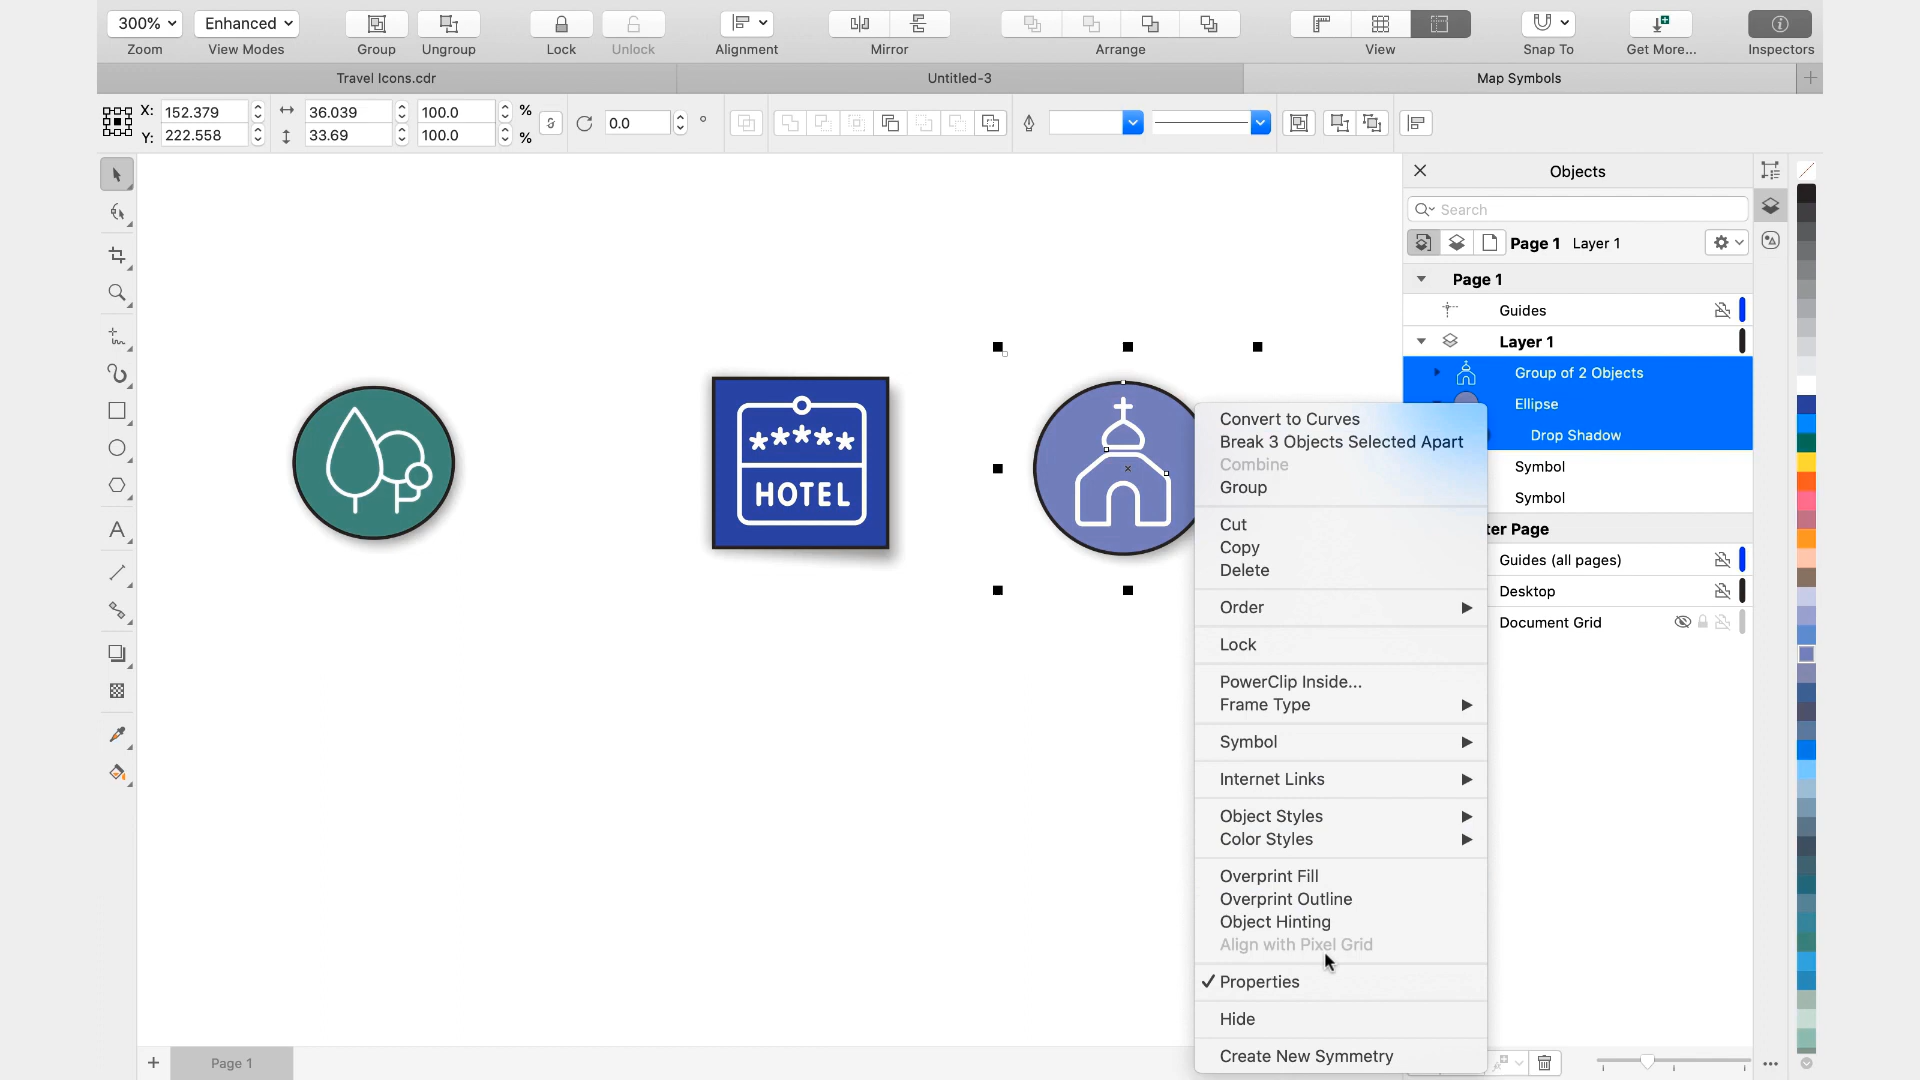 300%
Enhanced
Zoom
View Modes
Group
Ungroup
Lock
Unlock
Alignment
Mirror
Arrange
View
Snap To
Get More...
Inspectors
Travel Icons.cdr
Untitled-3
Map Symbols
X: 152.379
36.039
100.0 %
Y: 222.558
33.69
100.0 %
0.0 °
Objects
Search
Page 1 Layer 1
Page 1
Guides
Layer 1
Group of 2 Objects
Ellipse
Drop Shadow
Symbol
Symbol
ter Page
Guides (all pages)
Desktop
Document Grid
HOTEL
Convert to Curves
Break 3 Objects Selected Apart
Combine
Group
Cut
Copy
Delete
Order
Lock
PowerClip Inside...
Frame Type
Symbol
Internet Links
Object Styles
Color Styles
Overprint Fill
Overprint Outline
Object Hinting
Align with Pixel Grid
Properties
Hide
Create New Symmetry
Page 1